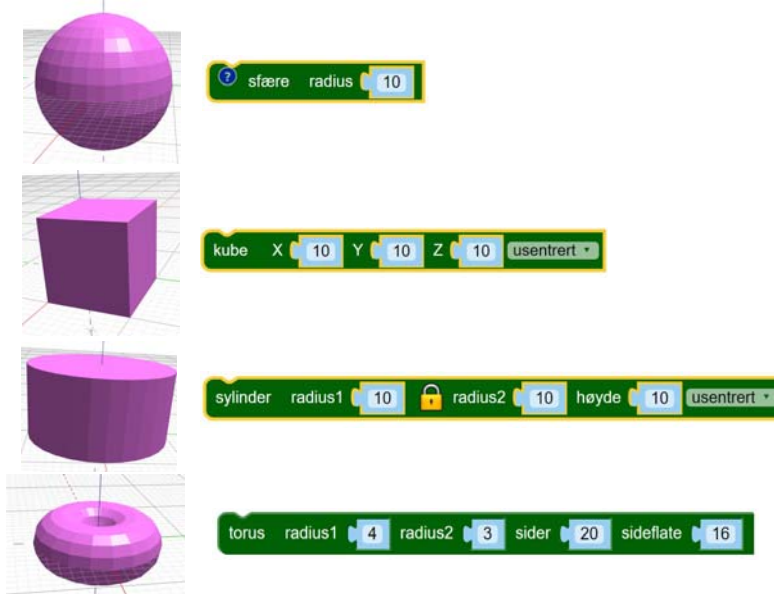 ? sfære radius 10
kube X 10 Y 10 Z 10 usentrert
sylinder radius1 10 radius2 10 høyde 10 usentrert
torus radius1 4 radius2 3 sider 20 sideflate 16